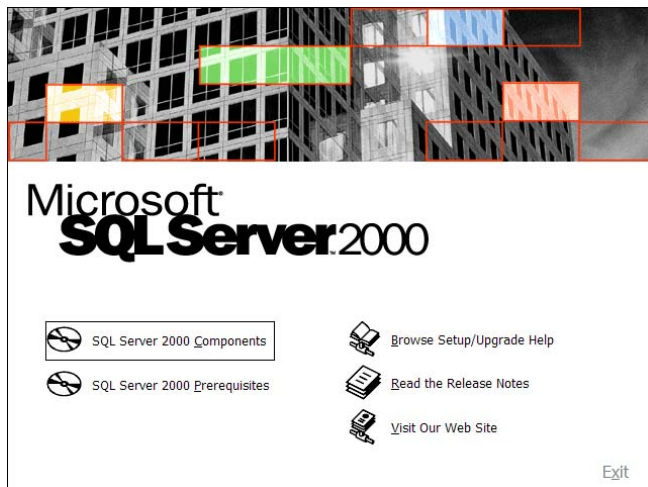 Microsoft
SQL Server 2000
SQL Server 2000 Components
SQL Server 2000 Prerequisites
Browse Setup/Upgrade Help
Read the Release Notes
Visit Our Web Site
Exit